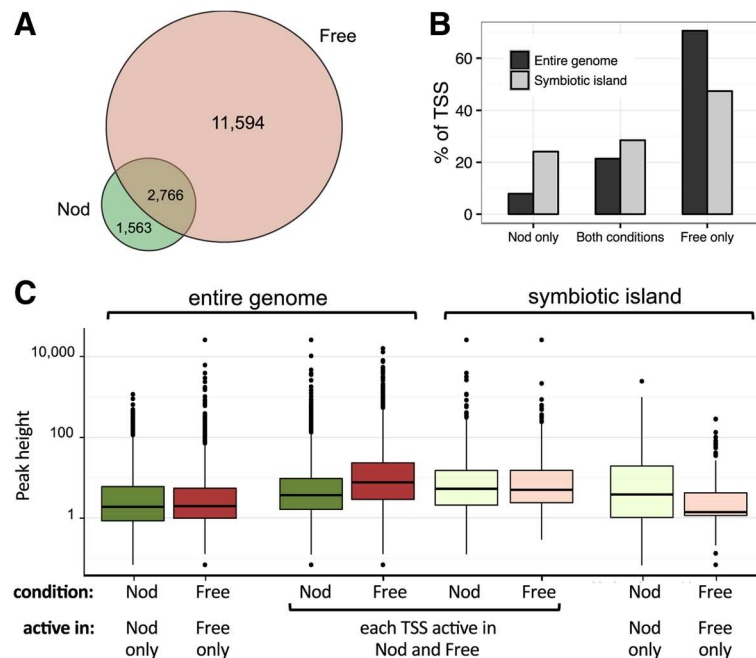 A
Free
11,594
2,766
Nod
1,563
B
% of TSS
60
40
20
0
Entire genome
Symbiotic island
Nod only
Both conditions
Free only
C
entire genome
symbiotic island
Peak height
10,000
100
1
condition:
Nod Free Nod Free Nod Free Nod Free
active in:
Nod only
Free only
each TSS active in
Nod and Free
Nod only
Free only